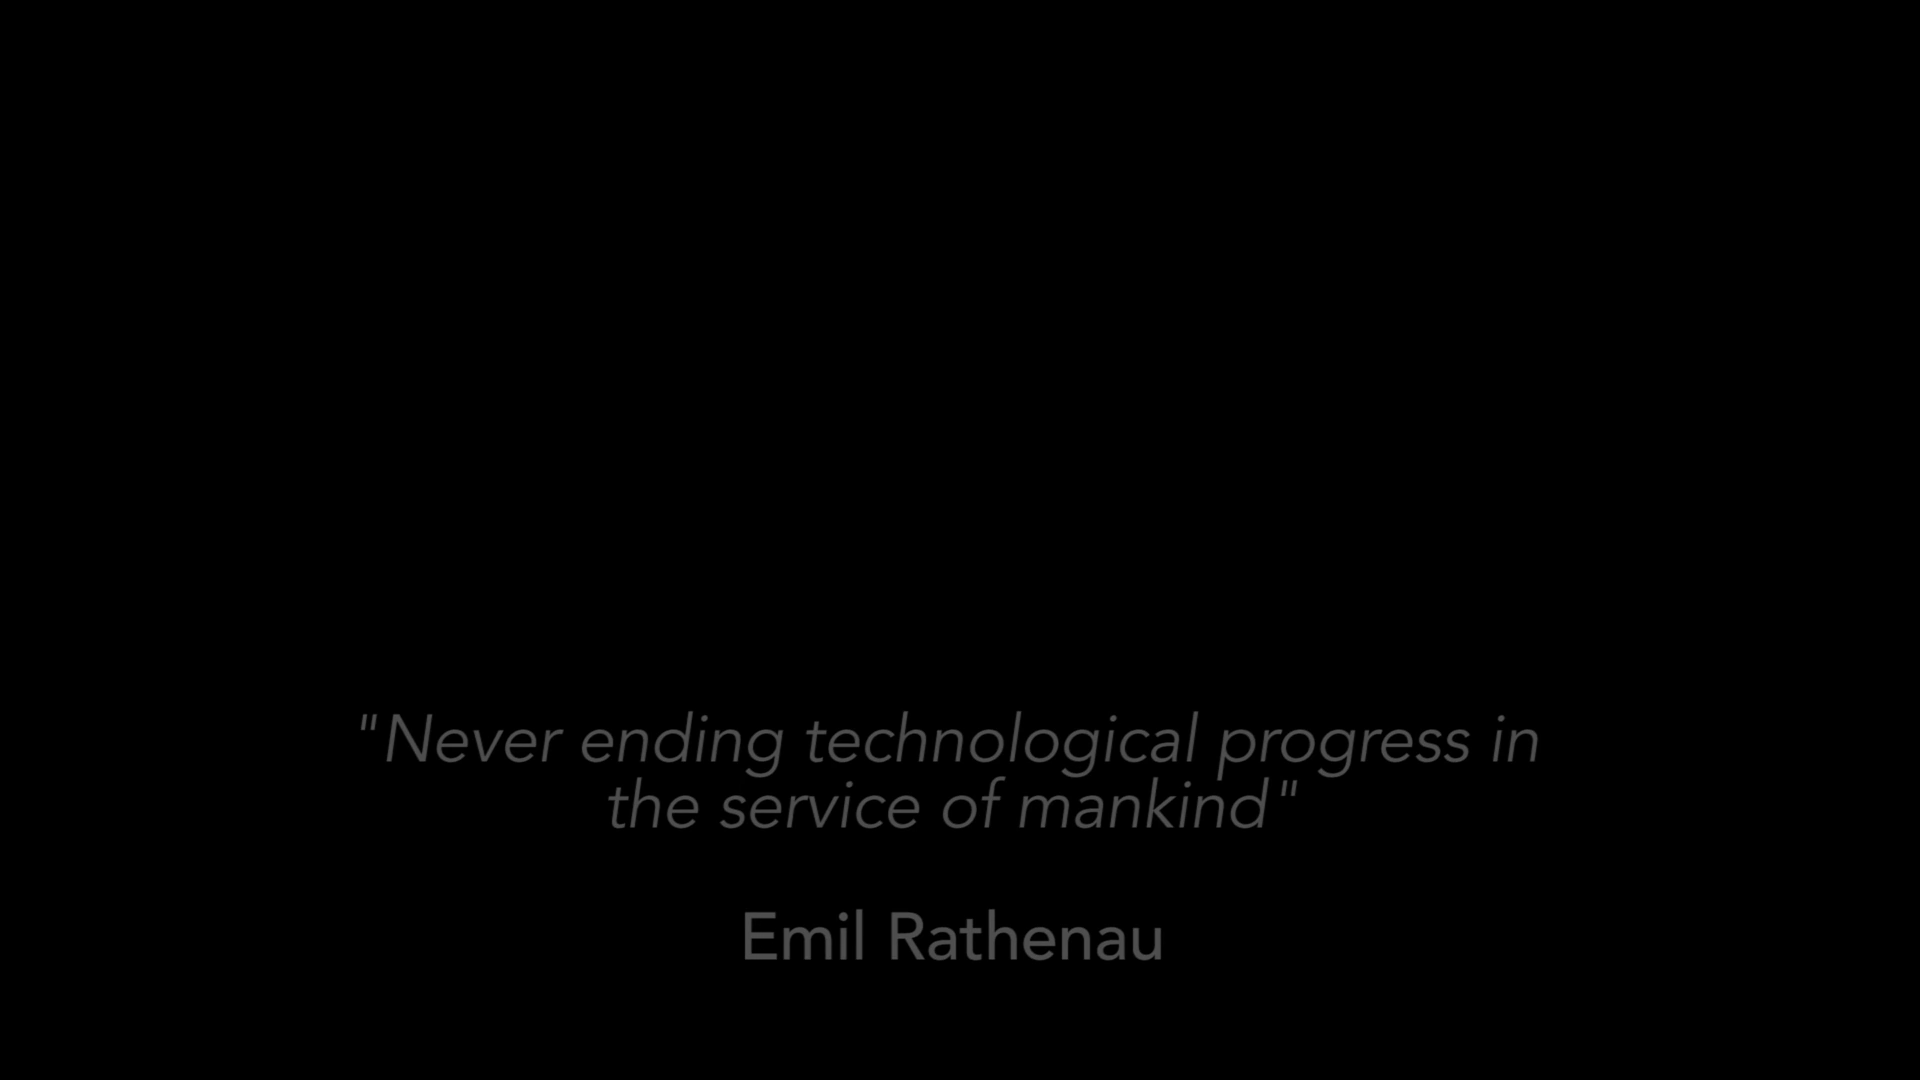 "Never ending technological progress in
the service of mankind"
Emil Rathenau